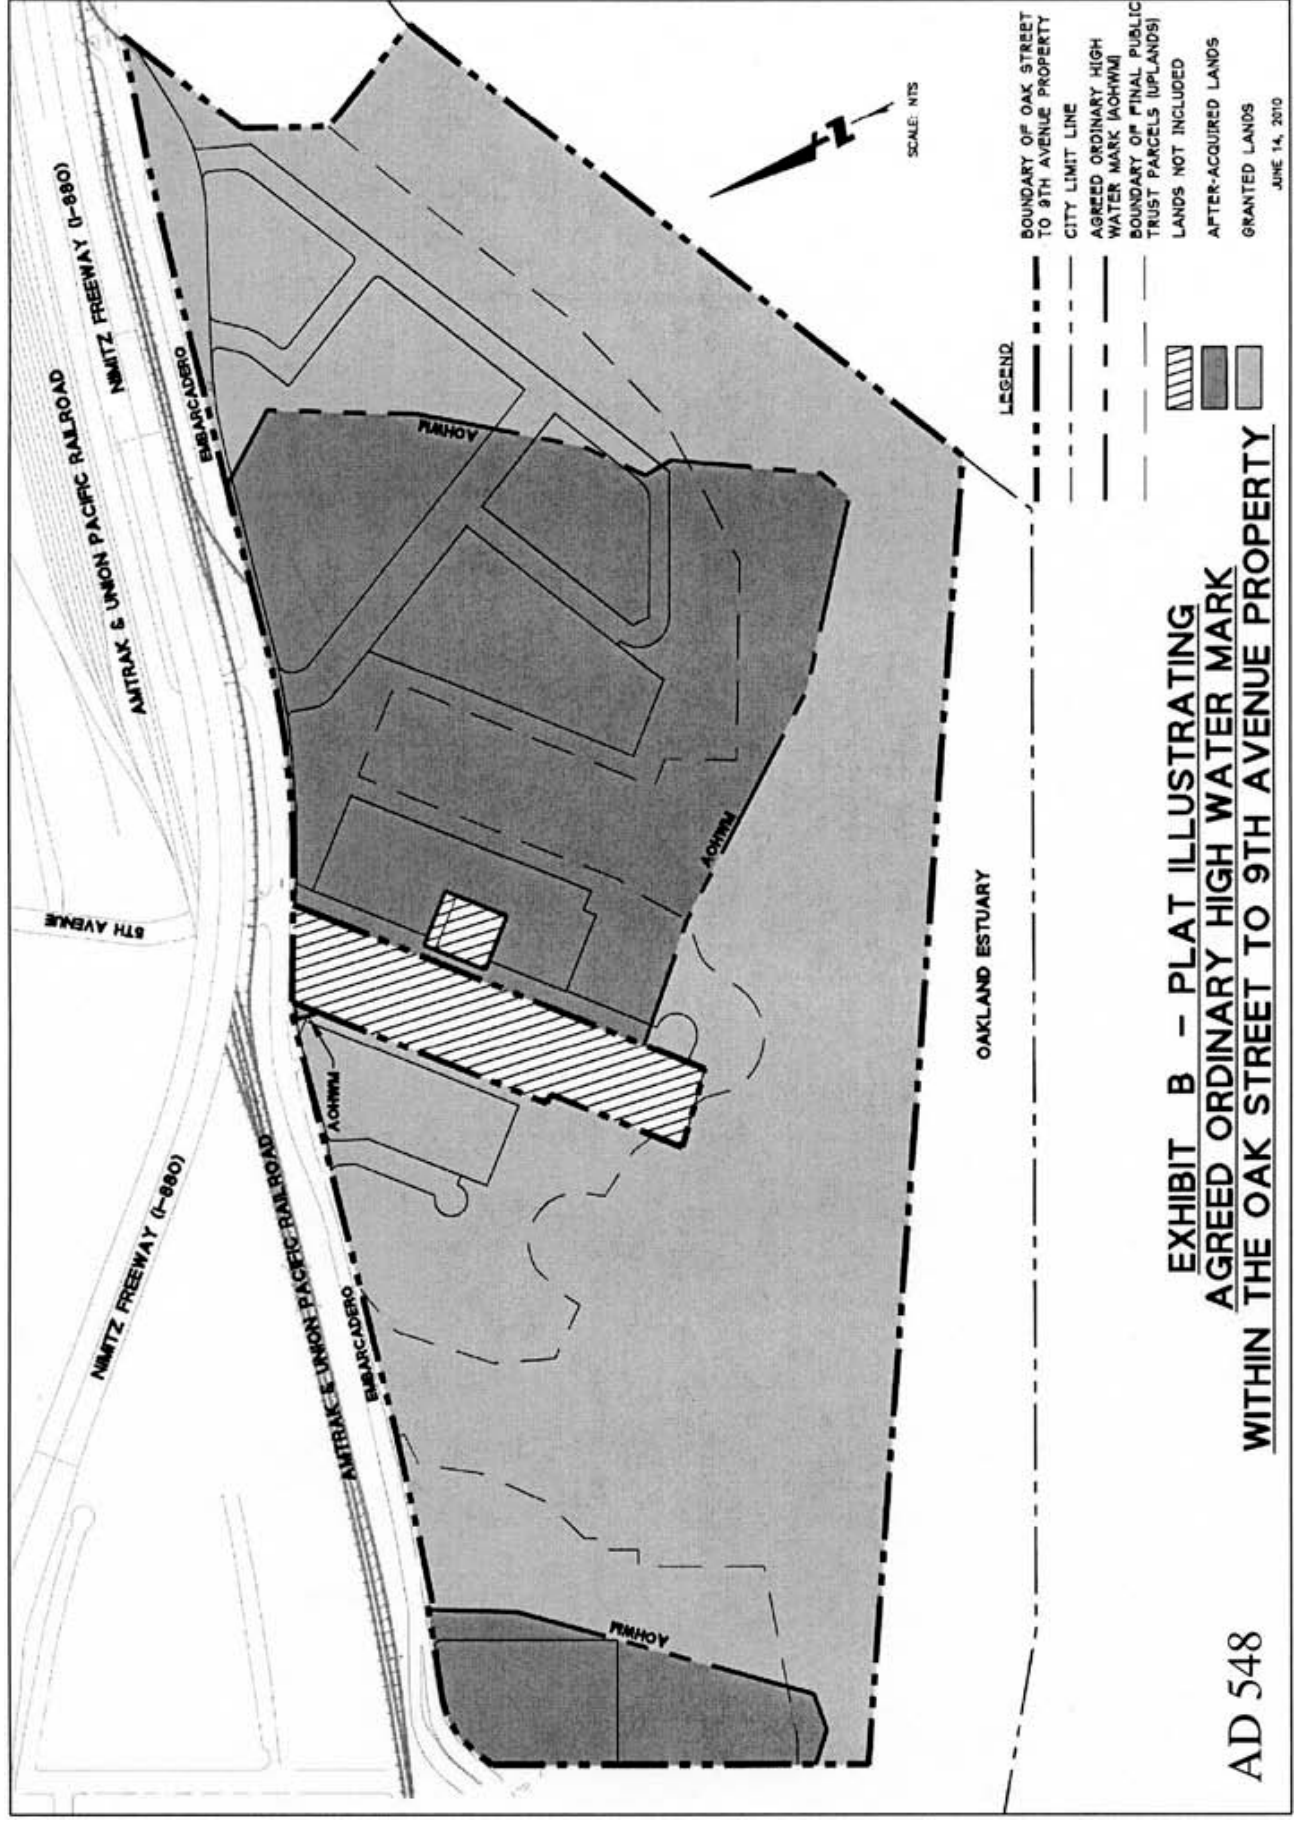 NIMITZ FREEWAY (I-880)
AMTRAK & UNION PACIFIC RAILROAD
EMBARCADERO
AOHWM
5TH AVENUE
AMTRAK & UNION PACIFIC RAILROAD
NIMITZ FREEWAY (I-880)
EMBARCADERO
AOHWM
AOHWM
AOHWM
OAKLAND ESTUARY
SCALE: NTS
LEGEND
BOUNDARY OF OAK STREET
TO 9TH AVENUE PROPERTY
CITY LIMIT LINE
AGREED ORDINARY HIGH
WATER MARK (AOHWM)
BOUNDARY OF FINAL PUBLIC
TRUST PARCELS (UPLANDS)
LANDS NOT INCLUDED
AFTER-ACQUIRED LANDS
GRANTED LANDS
JUNE 14, 2010
EXHIBIT B - PLAT ILLUSTRATING
AGREED ORDINARY HIGH WATER MARK
WITHIN THE OAK STREET TO 9TH AVENUE PROPERTY
AD 548